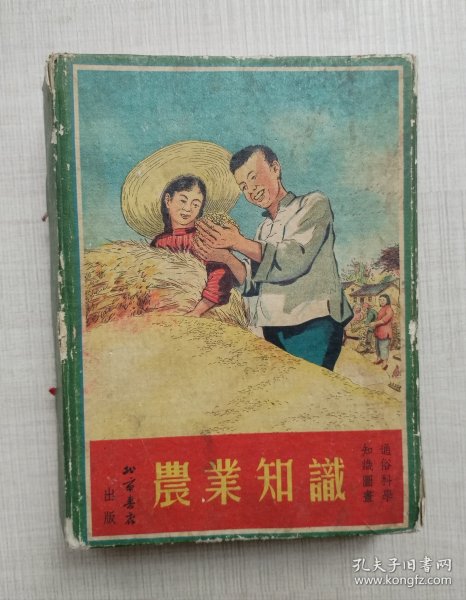 農業知識
通俗科學
知識圖畫
北京書店
出版
孔夫子旧书网
www.kongfz.com